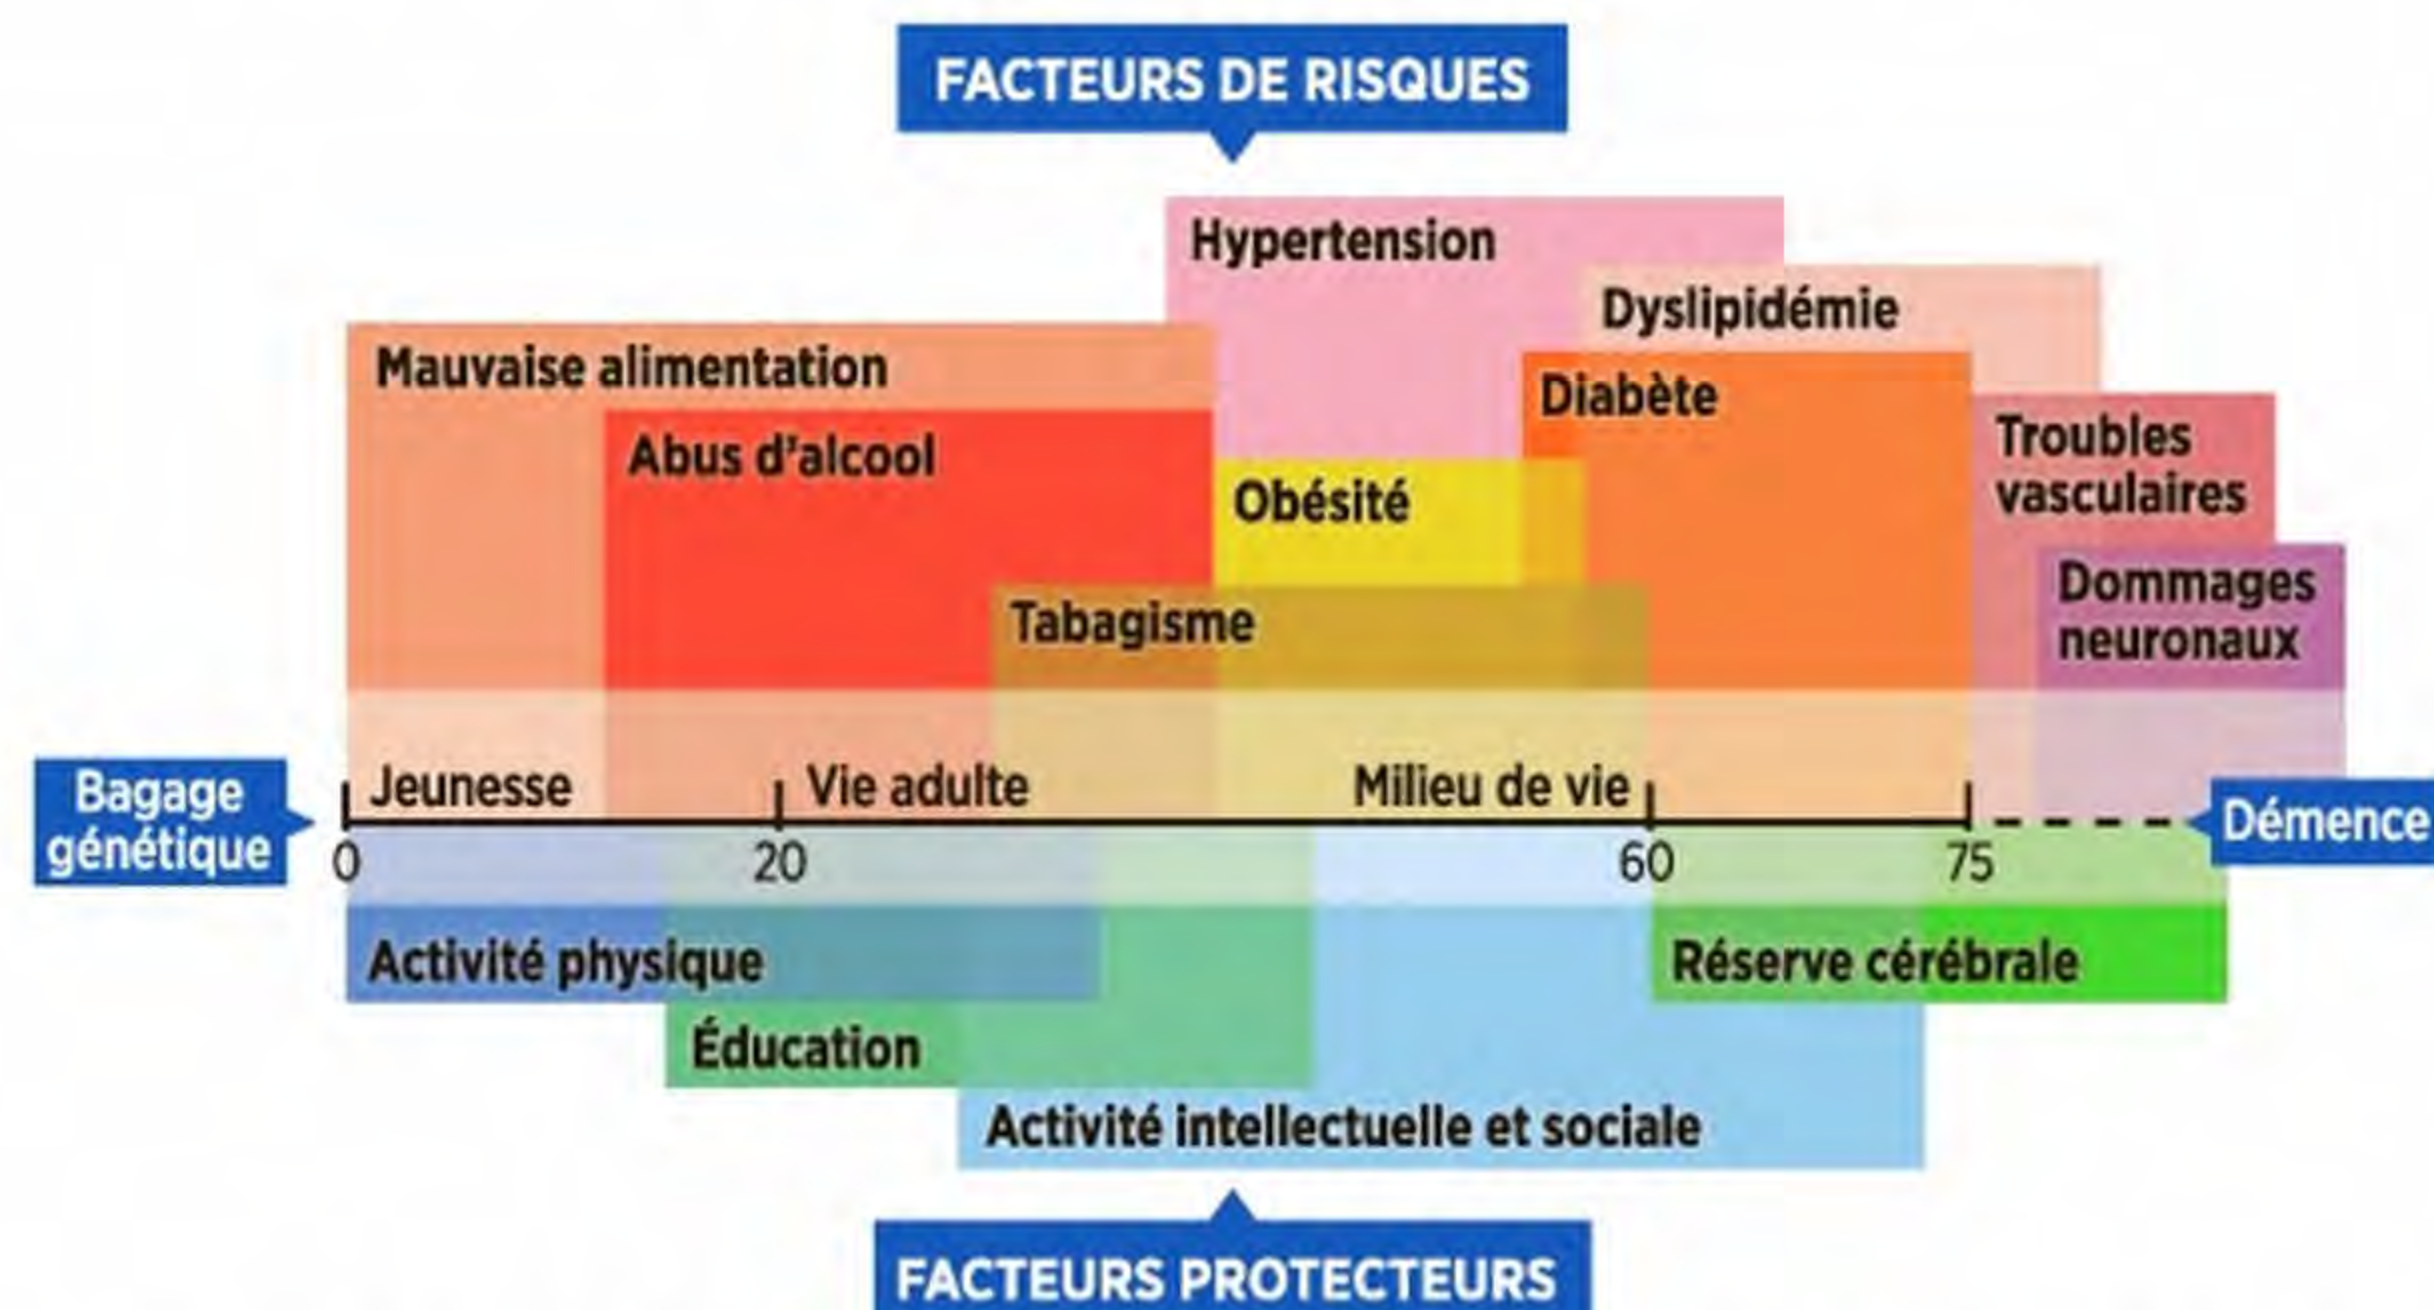 FACTEURS DE RISQUES
Hypertension
Dyslipidémie
Mauvaise alimentation
Diabète
Abus d'alcool
Troubles
vasculaires
Obésité
Dommages
neuronaux
Tabagisme
Bagage
génétique
Jeunesse
Vie adulte
Milieu de vie
Démence
0
20
60
75
Activité physique
Réserve cérébrale
Éducation
Activité intellectuelle et sociale
FACTEURS PROTECTEURS